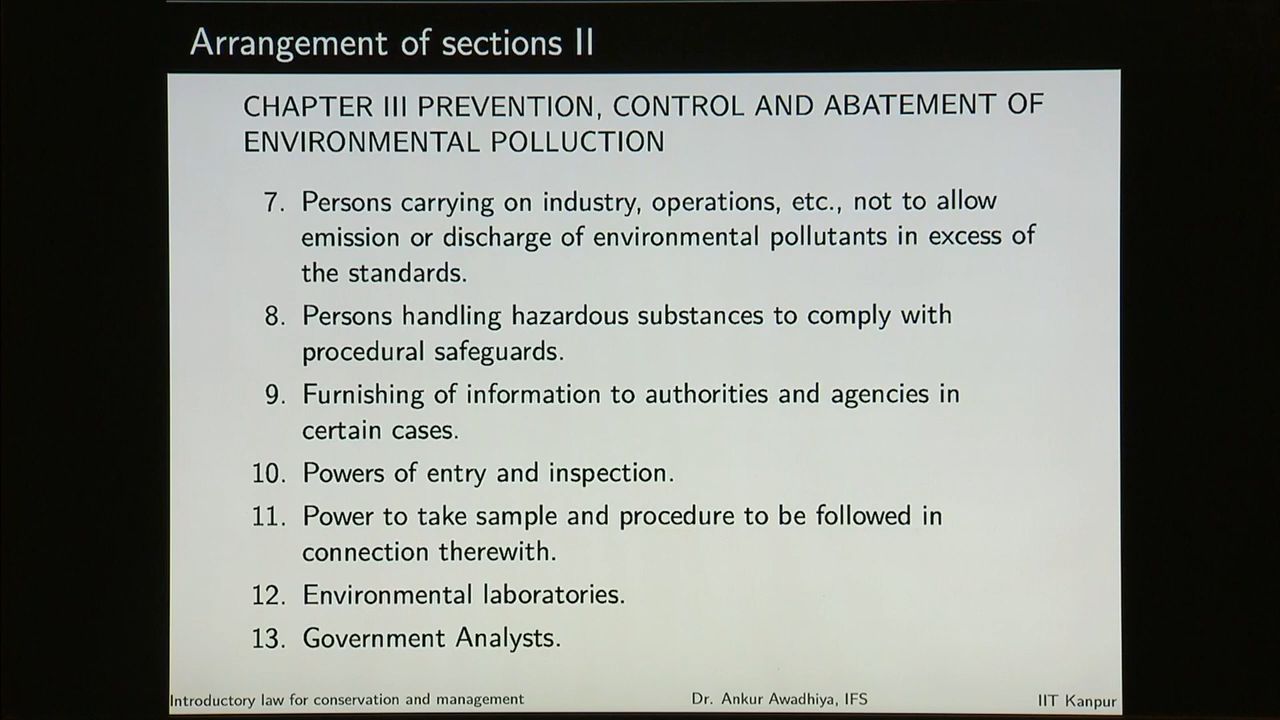 Arrangement of sections II
CHAPTER III PREVENTION, CONTROL AND ABATEMENT OF
ENVIRONMENTAL POLLUCTION
7. Persons carrying on industry, operations, etc., not to allow
emission or discharge of environmental pollutants in excess of
the standards.
8. Persons handling hazardous substances to comply with
procedural safeguards.
9. Furnishing of information to authorities and agencies in
certain cases.
10. Powers of entry and inspection.
11. Power to take sample and procedure to be followed in
connection therewith.
12. Environmental laboratories.
13. Government Analysts.
Introductory law for conservation and management Dr. Ankur Awadhiya, IFS IIT Kanpur